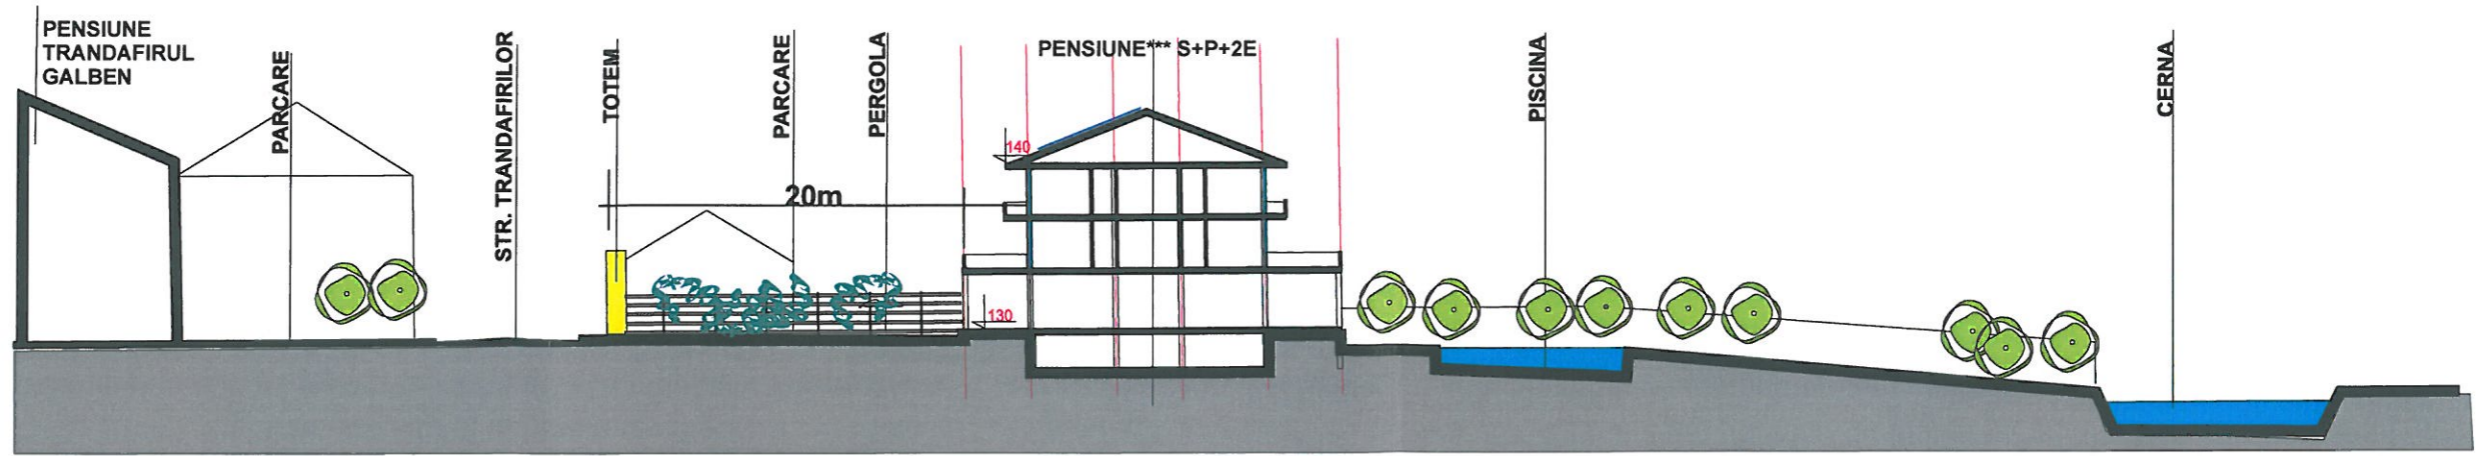 PENSIUNE
TRANDAFIRUL
GALBEN
PARCARE
STR. TRANDAFIRILOR
TOTEM
PARCARE
PERGOLA
PENSIUNE*** S+P+2E
PISCINA
CERNA
140
20m
130